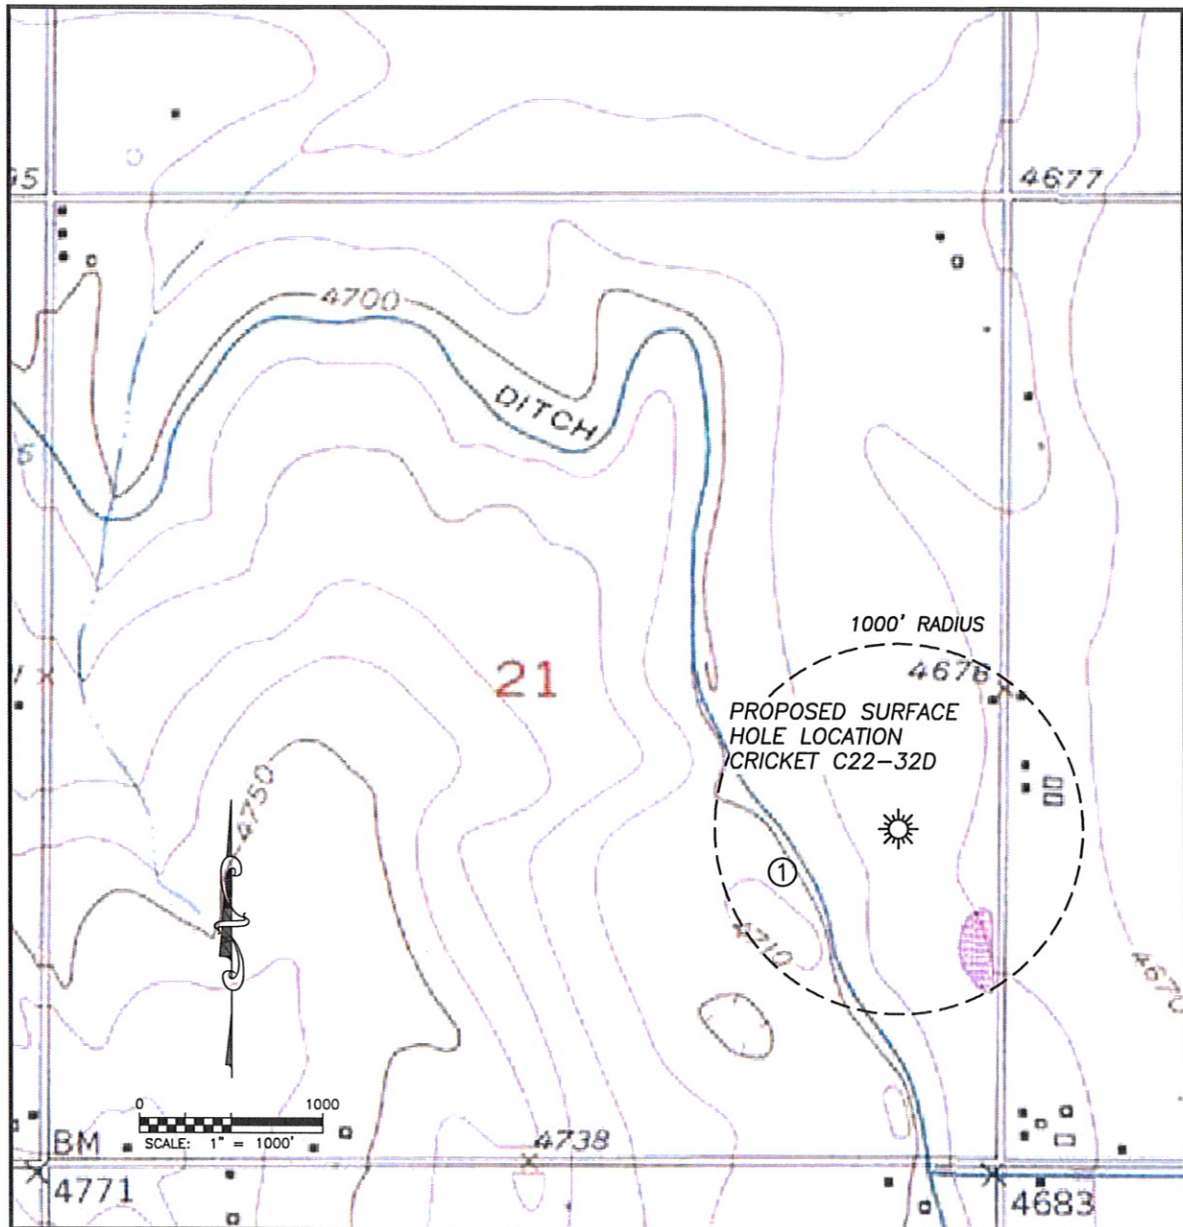 4677
4700
DITCH
1000' RADIUS
4678
21
PROPOSED SURFACE
HOLE LOCATION
CRICKET C22-32D
4750
1
4710
4670
0 1000
SCALE: 1" = 1000'
BM
4738
4771
4683